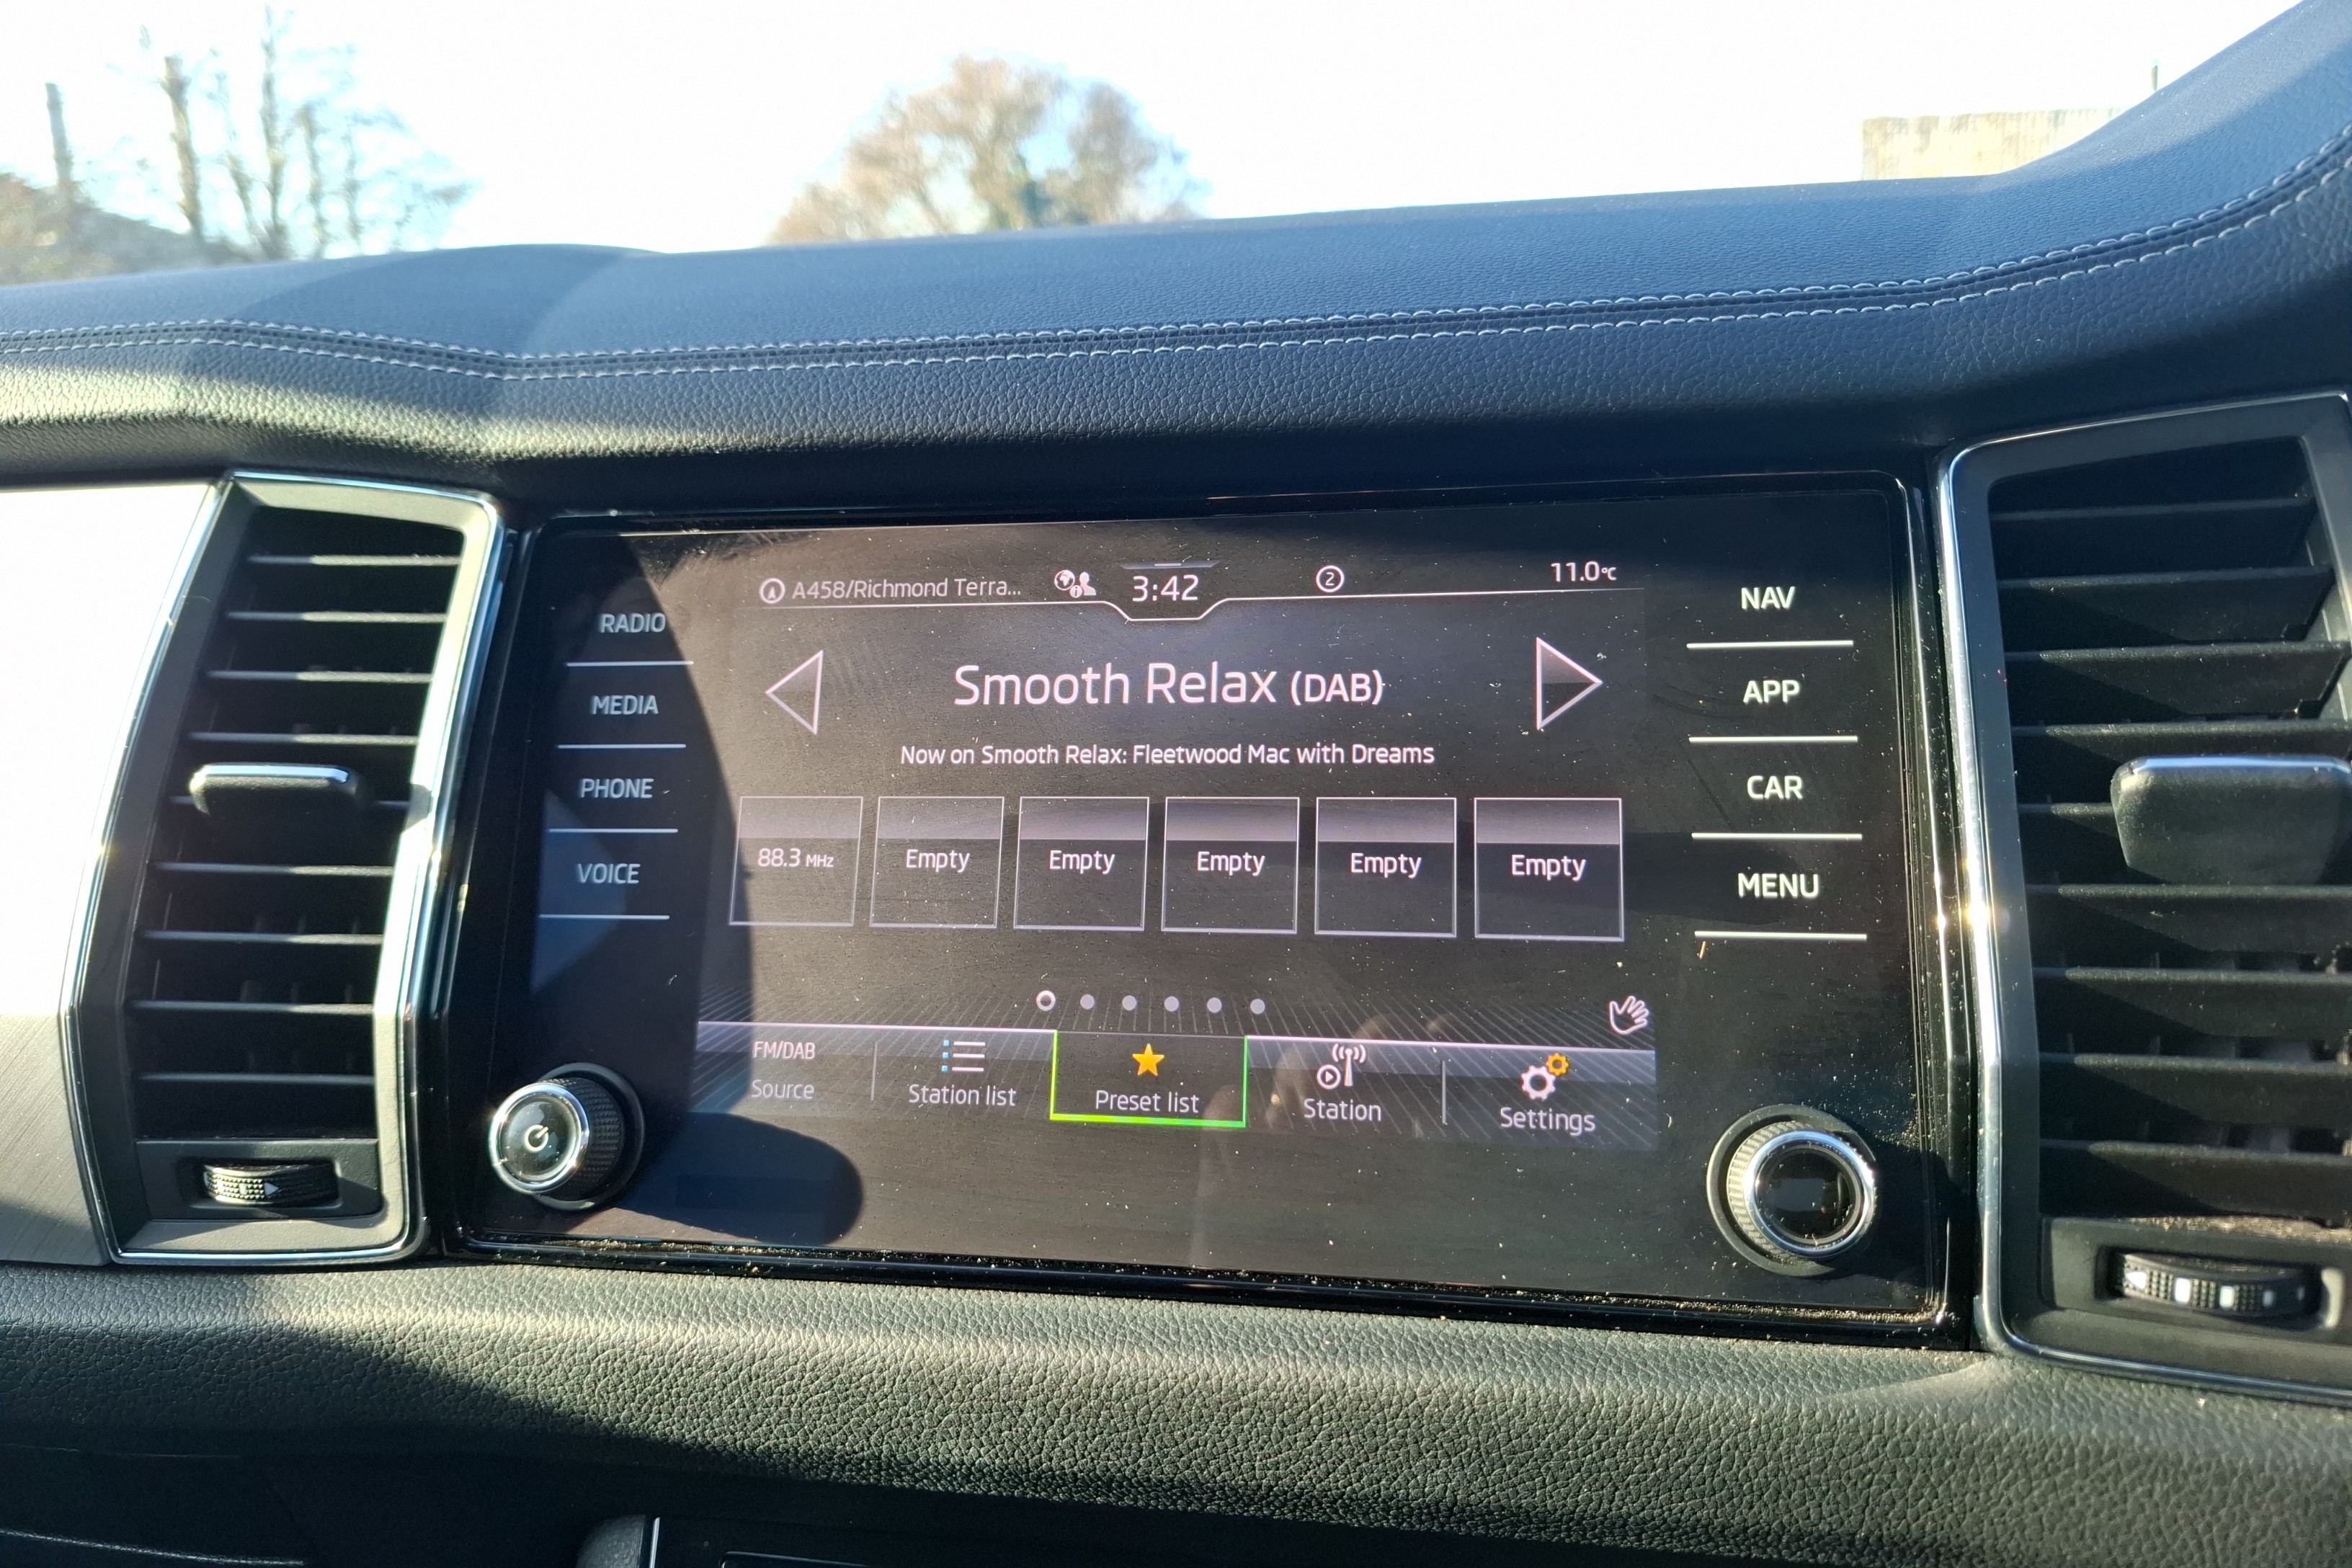 A458/Richmond Terra...
3:42
2
11.0°C
RADIO
MEDIA
PHONE
VOICE
Smooth Relax (DAB)
Now on Smooth Relax: Fleetwood Mac with Dreams
88.3 MHz
Empty
Empty
Empty
Empty
Empty
FM/DAB
Source
Station list
Preset list
Station
Settings
NAV
APP
CAR
MENU